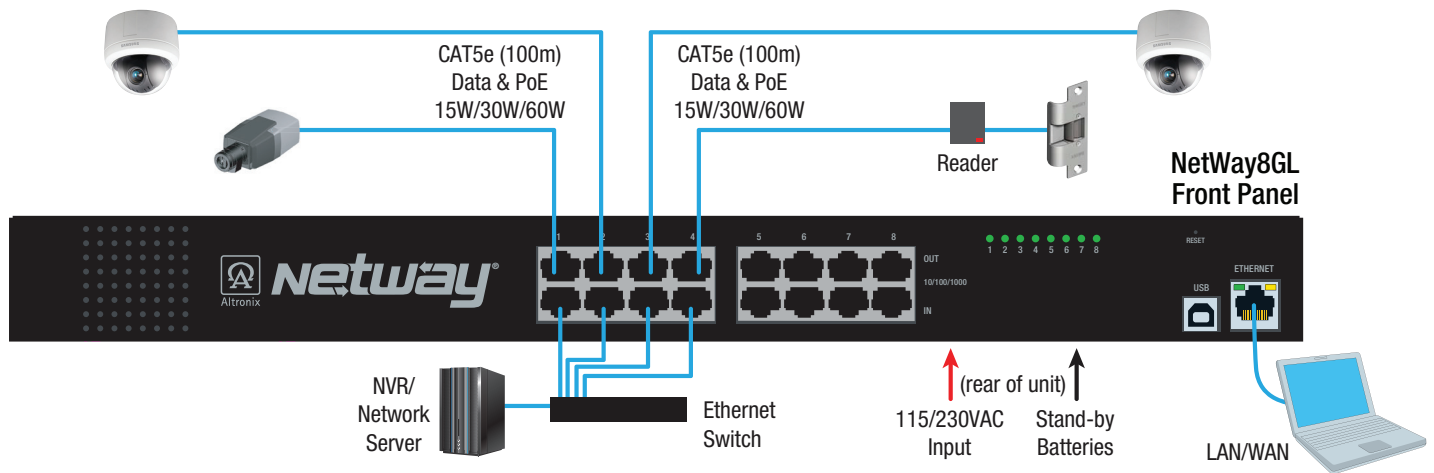 CAT5e (100m)
Data & PoE
15W/30W/60W
CAT5e (100m)
Data & PoE
15W/30W/60W
Reader
NetWay8GL
Front Panel
1 2 3 4
5 6 7 8
OUT
10/100/1000
IN
1 2 3 4 5 6 7 8
RESET
ETHERNET
USB
Altronix
Netway®
NVR/
Network
Server
Ethernet
Switch
(rear of unit)
115/230VAC
Input
Stand-by
Batteries
LAN/WAN